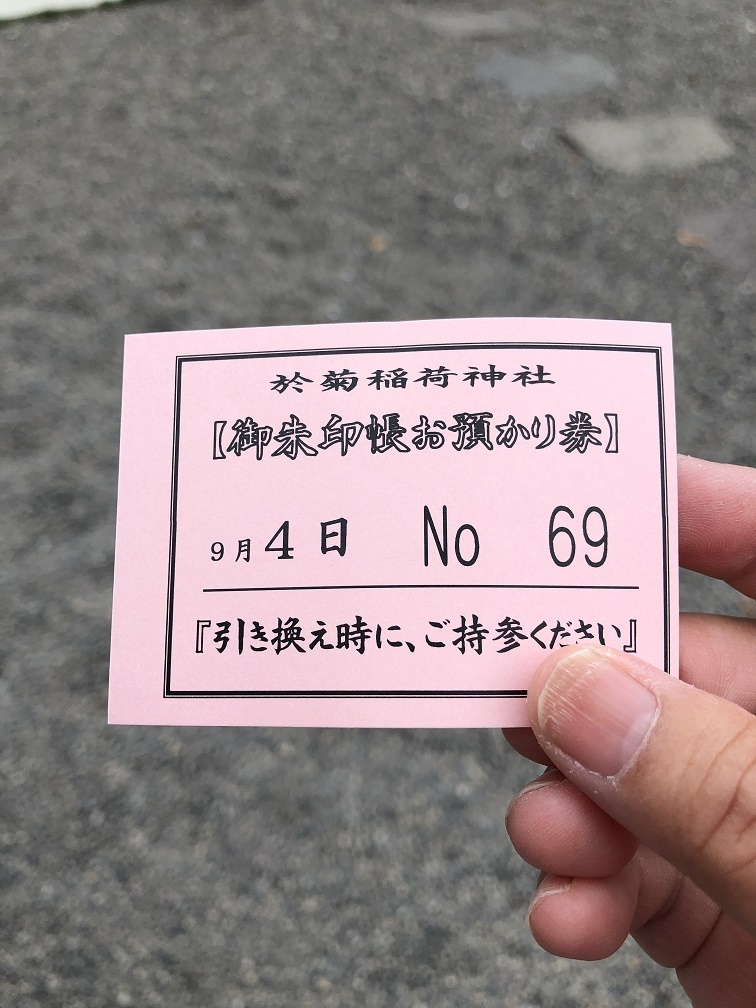 於菊稲荷神社
【御朱印帳お預かり券】
9月4日 No 69
『引き換え時に、ご持参ください』